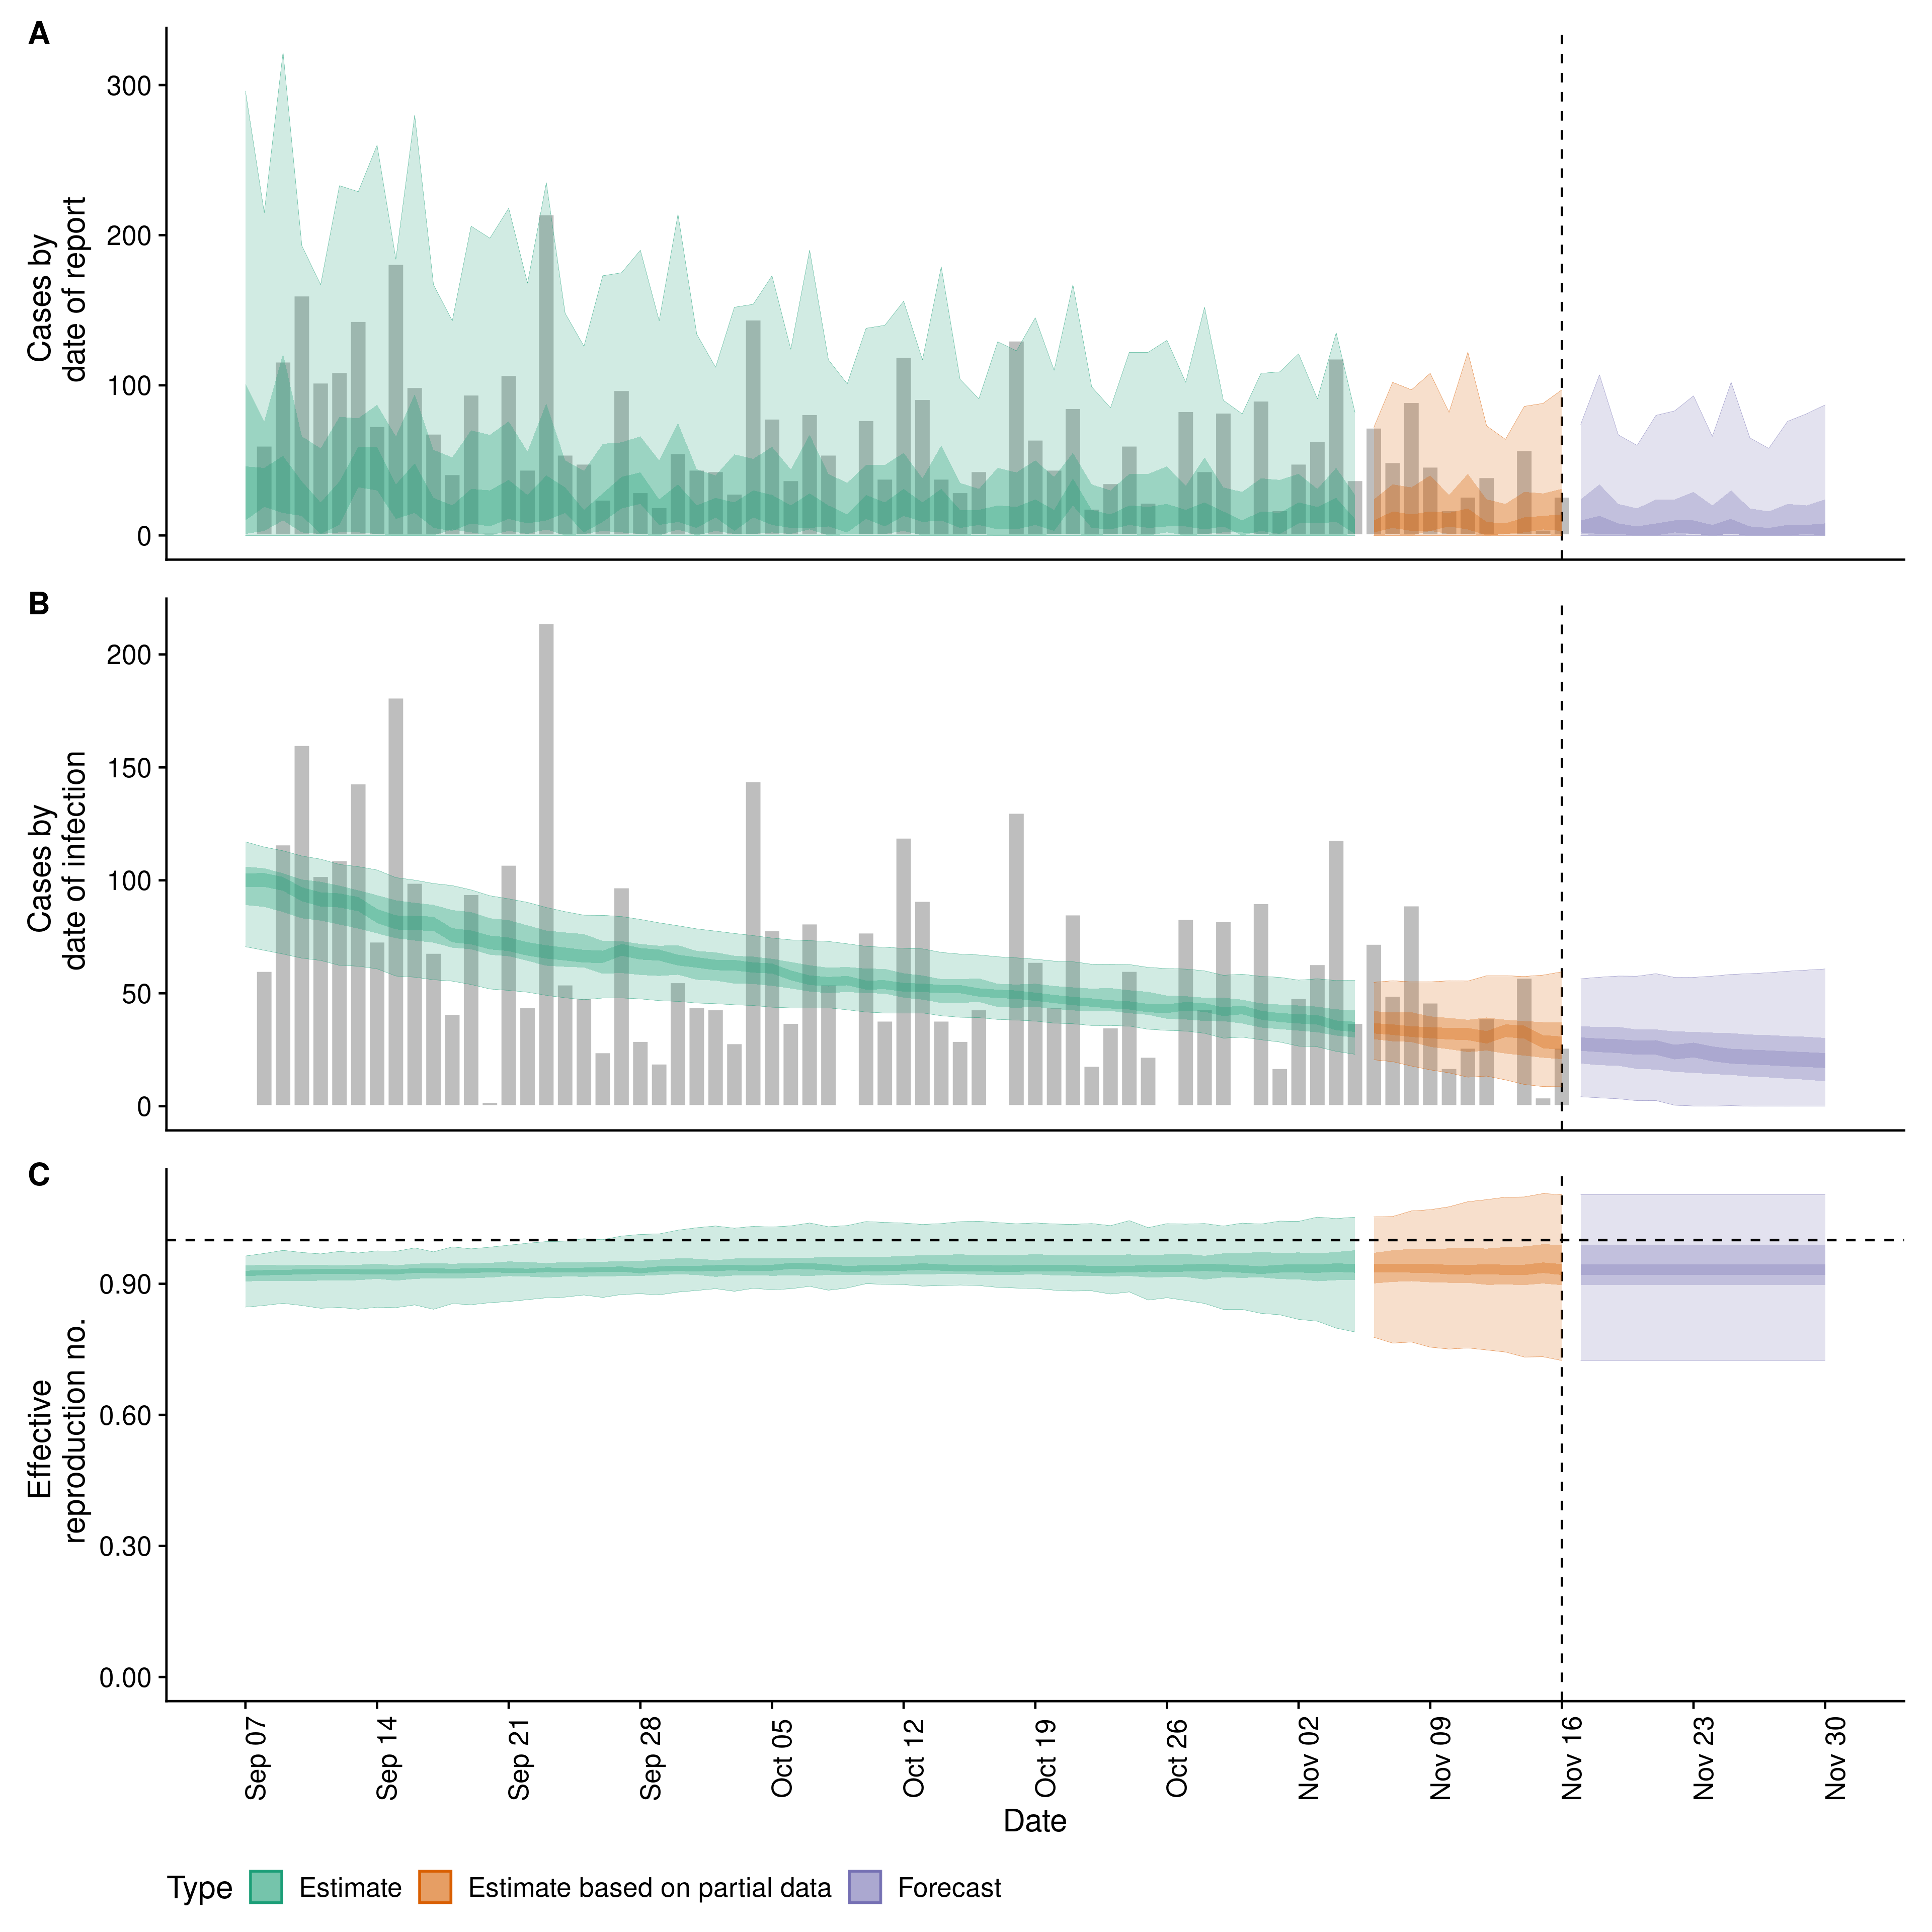 A
300
200
100
0
Cases by
date of report
B
200
150
100
50
0
Cases by
date of infection
C
0.90
0.60
0.30
0.00
Effective
reproduction no.
Sep 07
Sep 14
Sep 21
Sep 28
Oct 05
Oct 12
Oct 19
Oct 26
Nov 02
Nov 09
Nov 16
Nov 23
Nov 30
Date
Type Estimate Estimate based on partial data Forecast